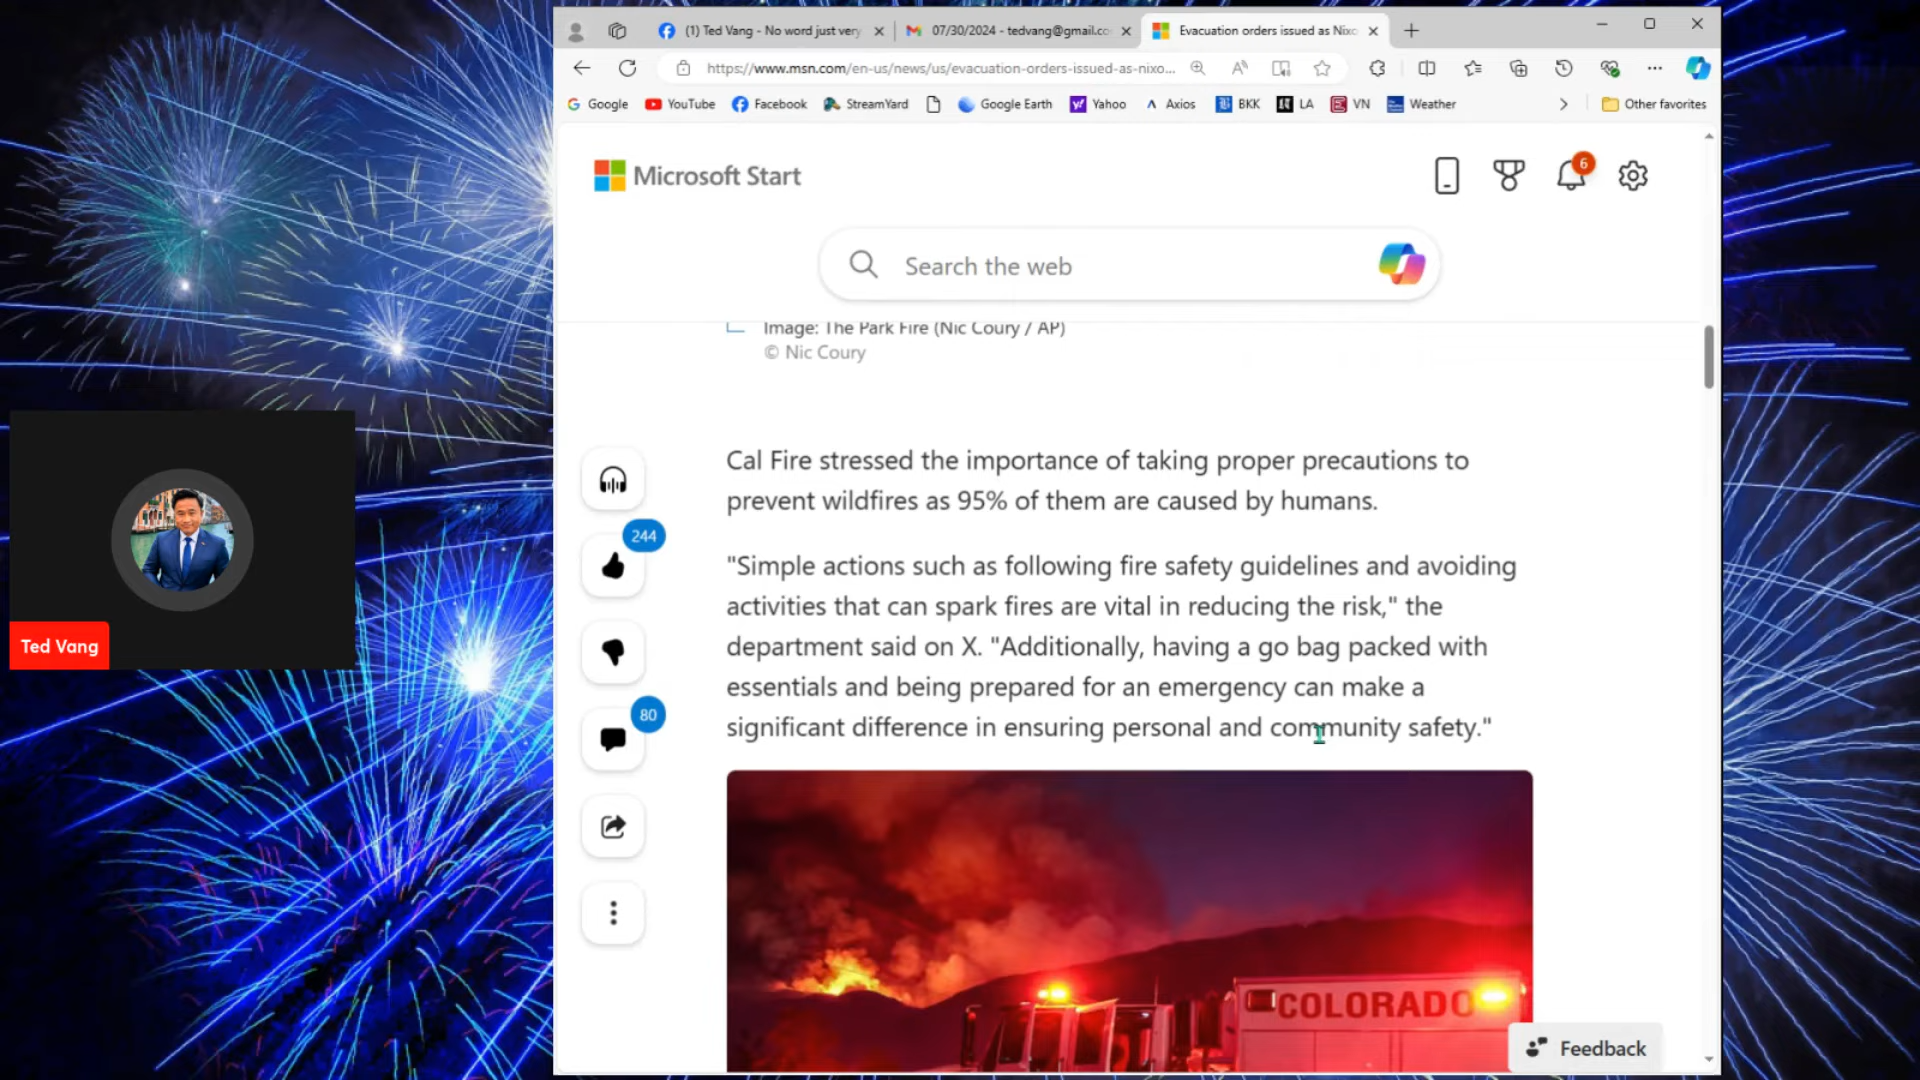 (1) Ted Vang - No word just very
07/30/2024 - tedvang@gmail.co
Evacuation orders issued as Nixo
https://www.msn.com/en-us/news/us/evacuation-orders-issued-as-nixo...
Google
YouTube
Facebook
StreamYard
Google Earth
Yahoo
Axios
BKK
LA
VN
Weather
Other favorites
Microsoft Start
6
Search the web
Image: The Park Fire (Nic Coury / AP)
© Nic Coury
Cal Fire stressed the importance of taking proper precautions to
prevent wildfires as 95% of them are caused by humans.
244
"Simple actions such as following fire safety guidelines and avoiding
activities that can spark fires are vital in reducing the risk," the
department said on X. "Additionally, having a go bag packed with
essentials and being prepared for an emergency can make a
significant difference in ensuring personal and community safety."
80
Ted Vang
COLORADO
Feedback